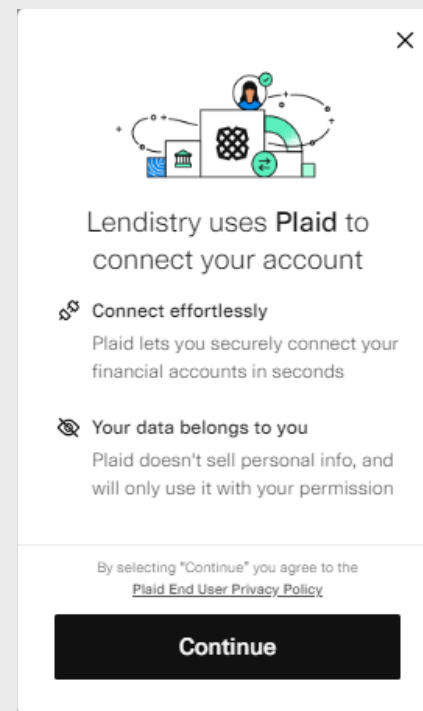 Lendistry uses Plaid to
connect your account
Connect effortlessly
Plaid lets you securely connect your
financial accounts in seconds
Your data belongs to you
Plaid doesn't sell personal info, and
will only use it with your permission
By selecting "Continue" you agree to the
Plaid End User Privacy Policy
Continue